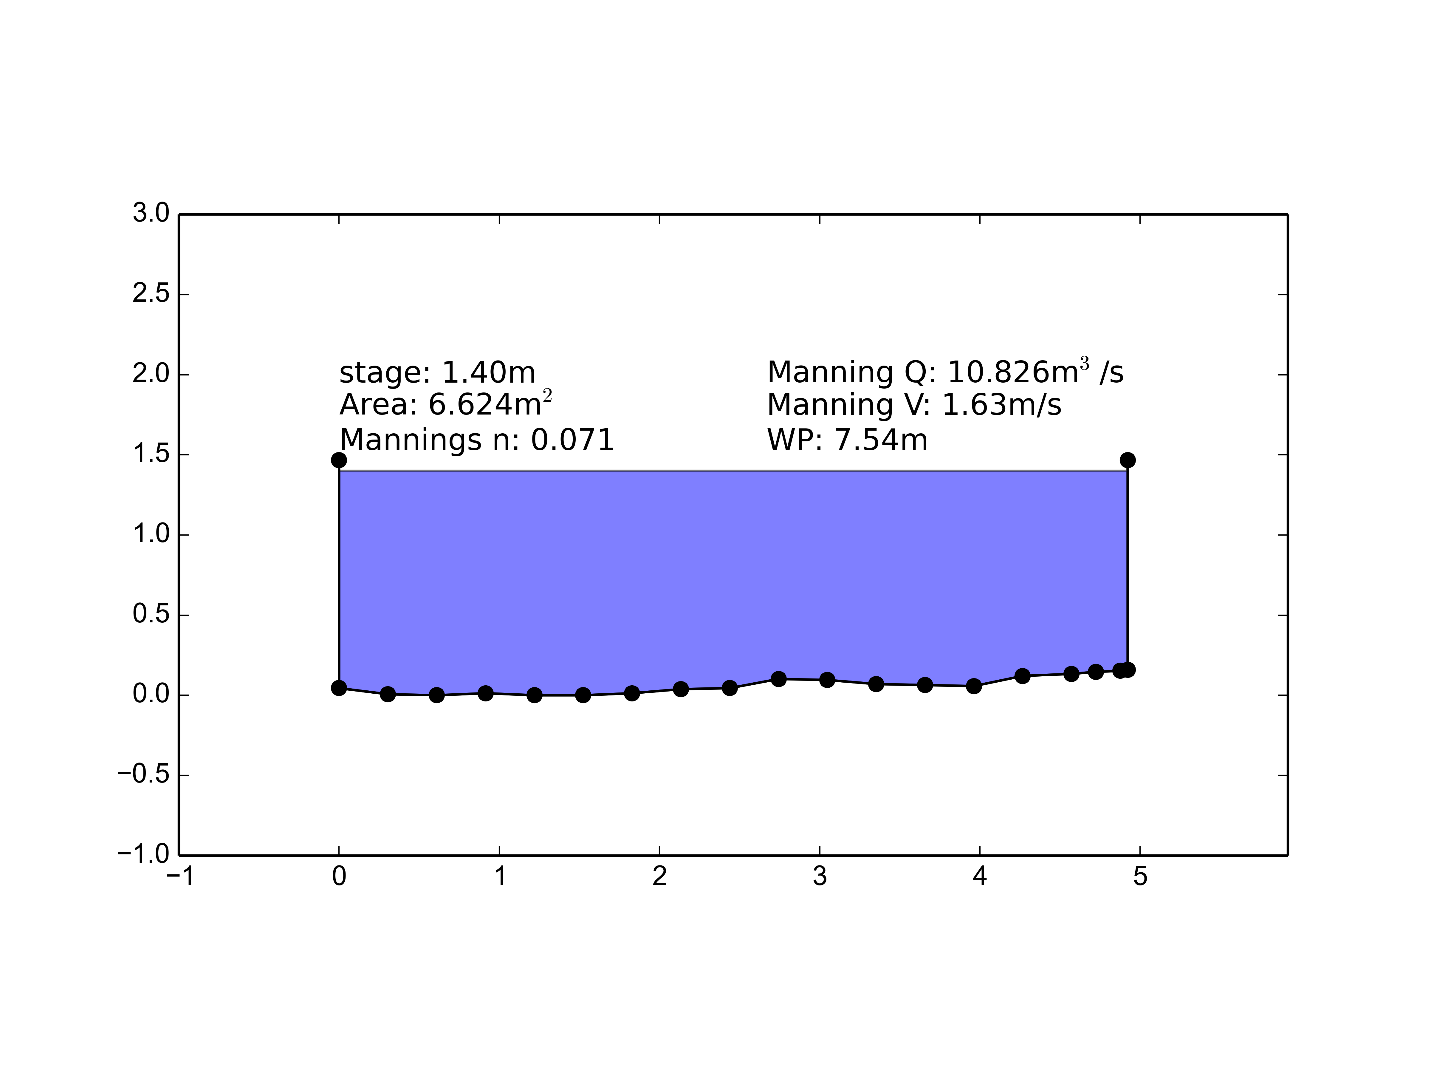 3.0
2.5
2.0
1.5
1.0
0.5
0.0
−0.5
−1.0
stage: 1.40m
Area: 6.624m²
Mannings n: 0.071
Manning Q: 10.826m³ /s
Manning V: 1.63m/s
WP: 7.54m
−1 0 1 2 3 4 5